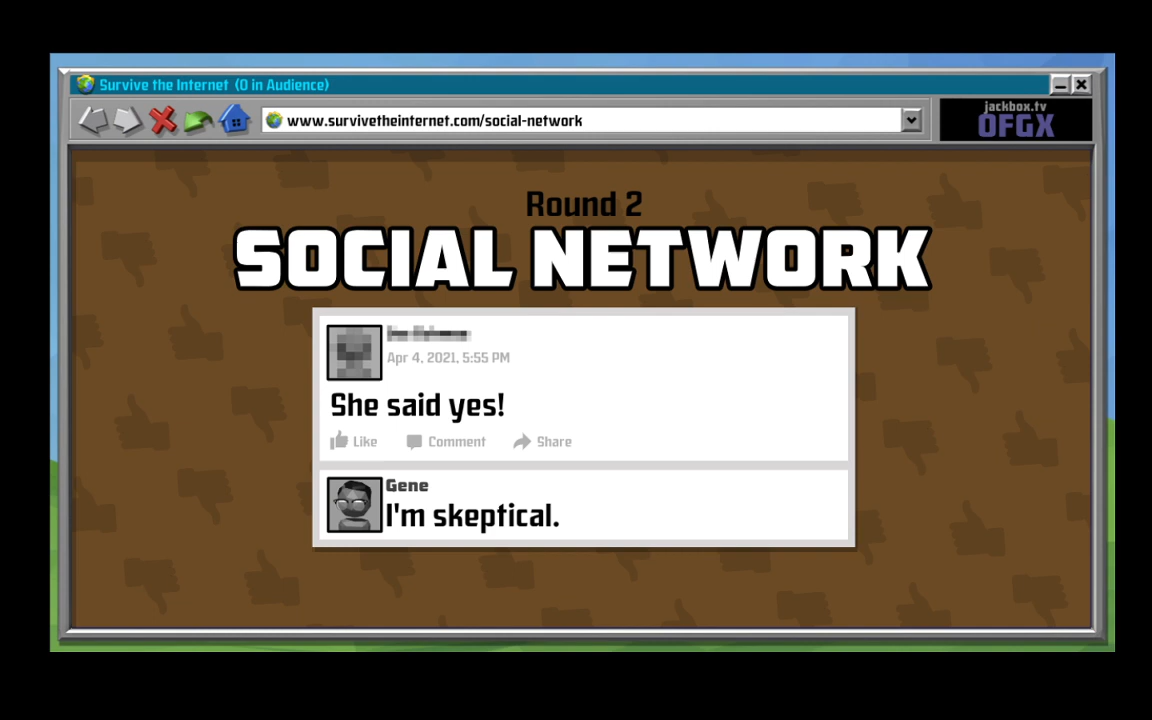 Survive the Internet (0 in Audience)
www.survivetheinternet.com/social-network
jackbox.tv
OFGX
Round 2
SOCIAL NETWORK
Apr 4, 2021, 5:55 PM
She said yes!
Like Comment Share
Gene
I'm skeptical.